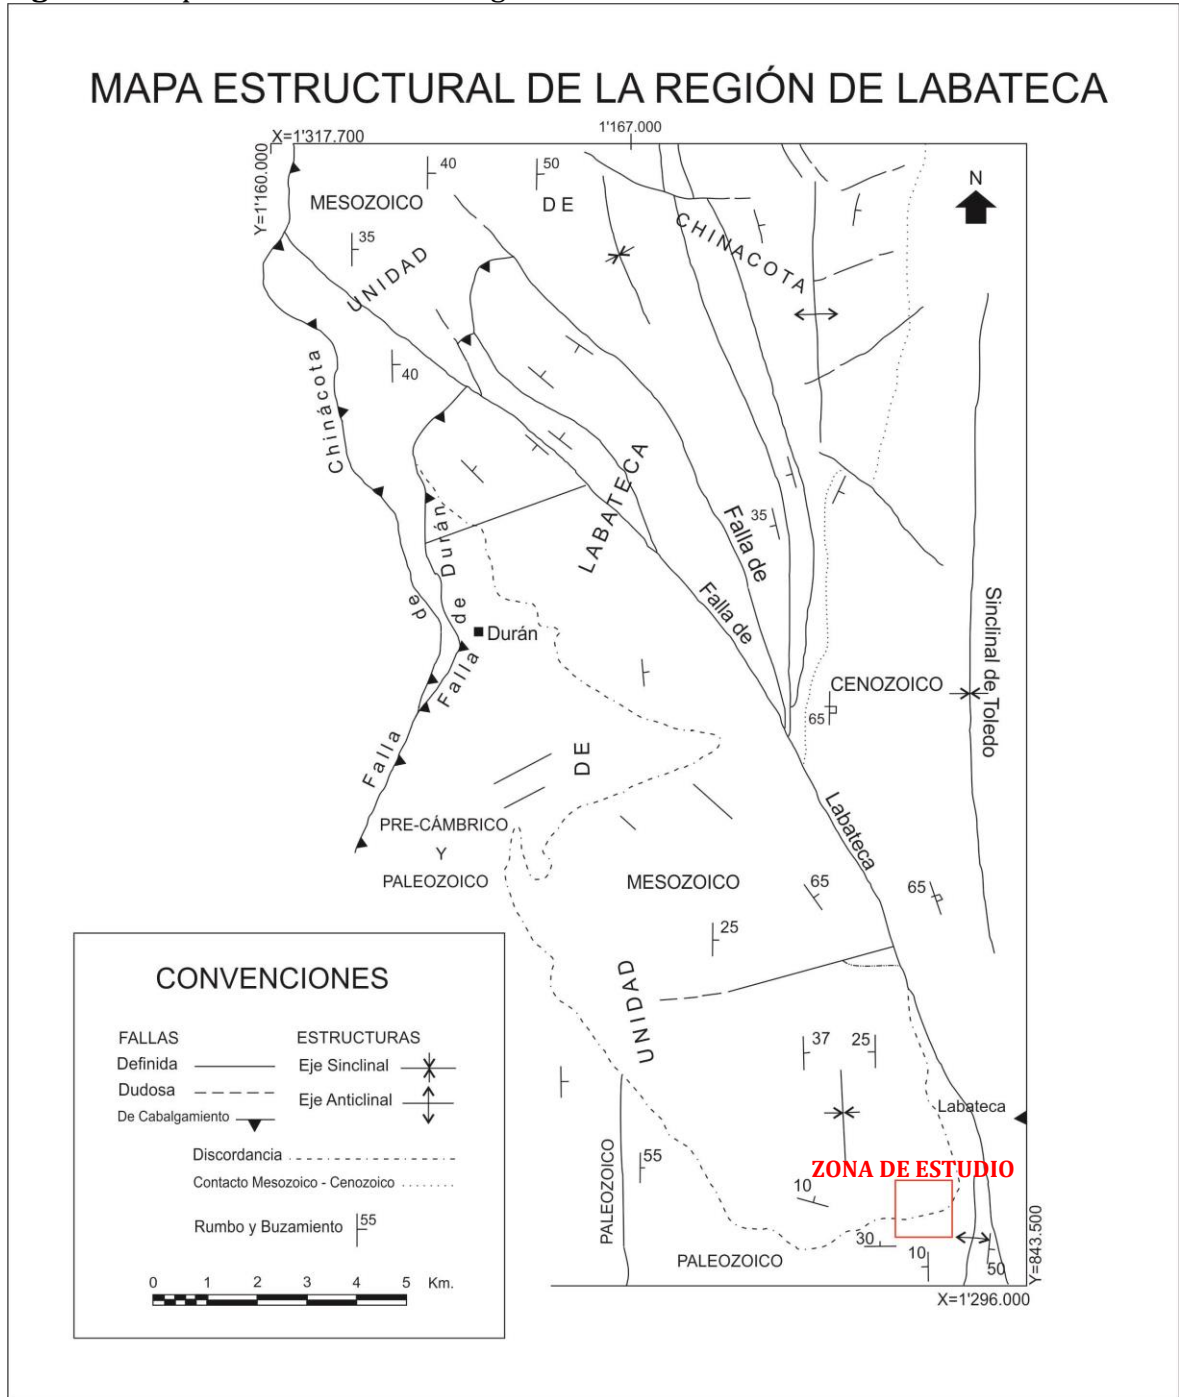 MAPA ESTRUCTURAL DE LA REGIÓN DE LABATECA
X=1'317.700
1'167.000
Y=1'160.000
N
40
50
MESOZOICO
DE
35
UNIDAD
CHINACOTA
40
Chinácota
LABATECA
35
Falla de
Falla de
de
de Durán
Durán
Falla
Falla
Sinclinal de Toledo
CENOZOICO
65
DE
Labateca
PRE-CÁMBRICO
Y
PALEOZOICO
MESOZOICO
65
65
25
UNIDAD
37
25
Labateca
ZONA DE ESTUDIO
PALEOZOICO
55
10
30
10
50
PALEOZOICO
Y=843.500
X=1'296.000
CONVENCIONES
FALLAS
ESTRUCTURAS
Definida
Eje Sinclinal
Dudosa
Eje Anticlinal
De Cabalgamiento
Discordancia
Contacto Mesozoico - Cenozoico
Rumbo y Buzamiento
55
0 1 2 3 4 5 Km.